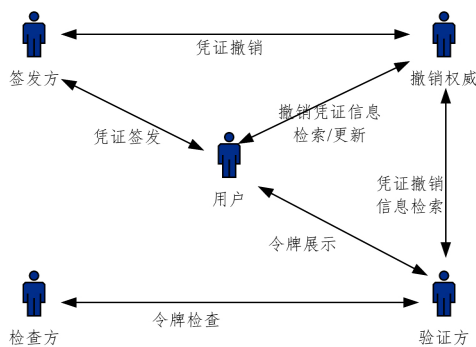 凭证撤销
签发方
撤销权威
撤销凭证信息
检索/更新
凭证签发
用户
凭证撤销
信息检索
令牌展示
令牌检查
检查方
验证方